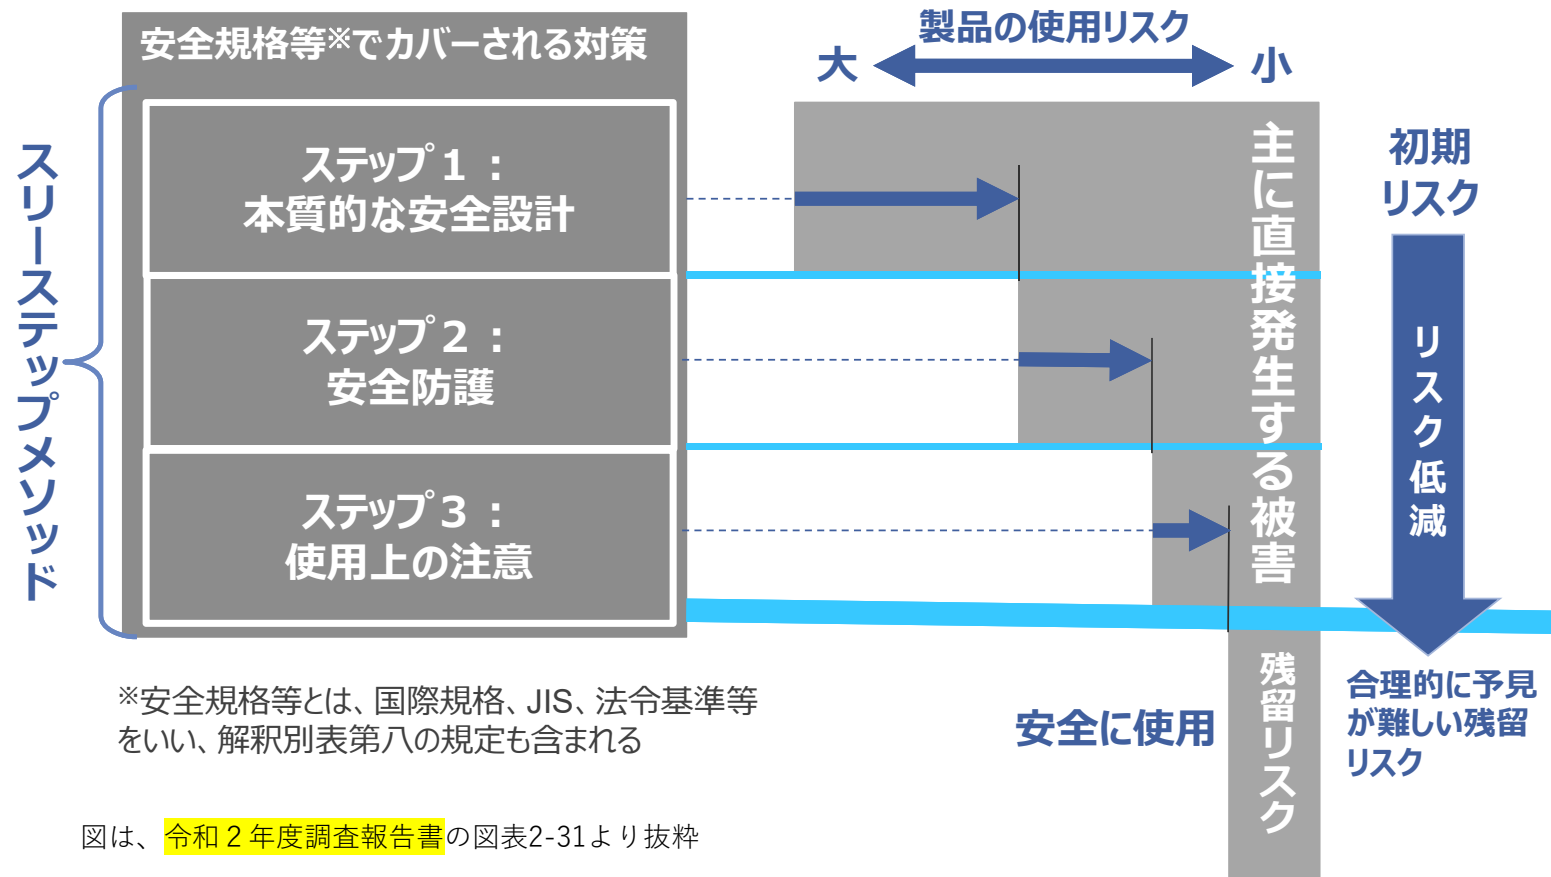 安全規格等※でカバーされる対策
スリーステップメソッド
ステップ１：
本質的な安全設計
ステップ２：
安全防護
ステップ３：
使用上の注意
製品の使用リスク
大
小
主に直接発生する被害
残留リスク
初期
リスク
リスク低減
合理的に予見
が難しい残留
リスク
安全に使用
※安全規格等とは、国際規格、JIS、法令基準等
をいい、解釈別表第八の規定も含まれる
図は、令和２年度調査報告書の図表2-31より抜粋